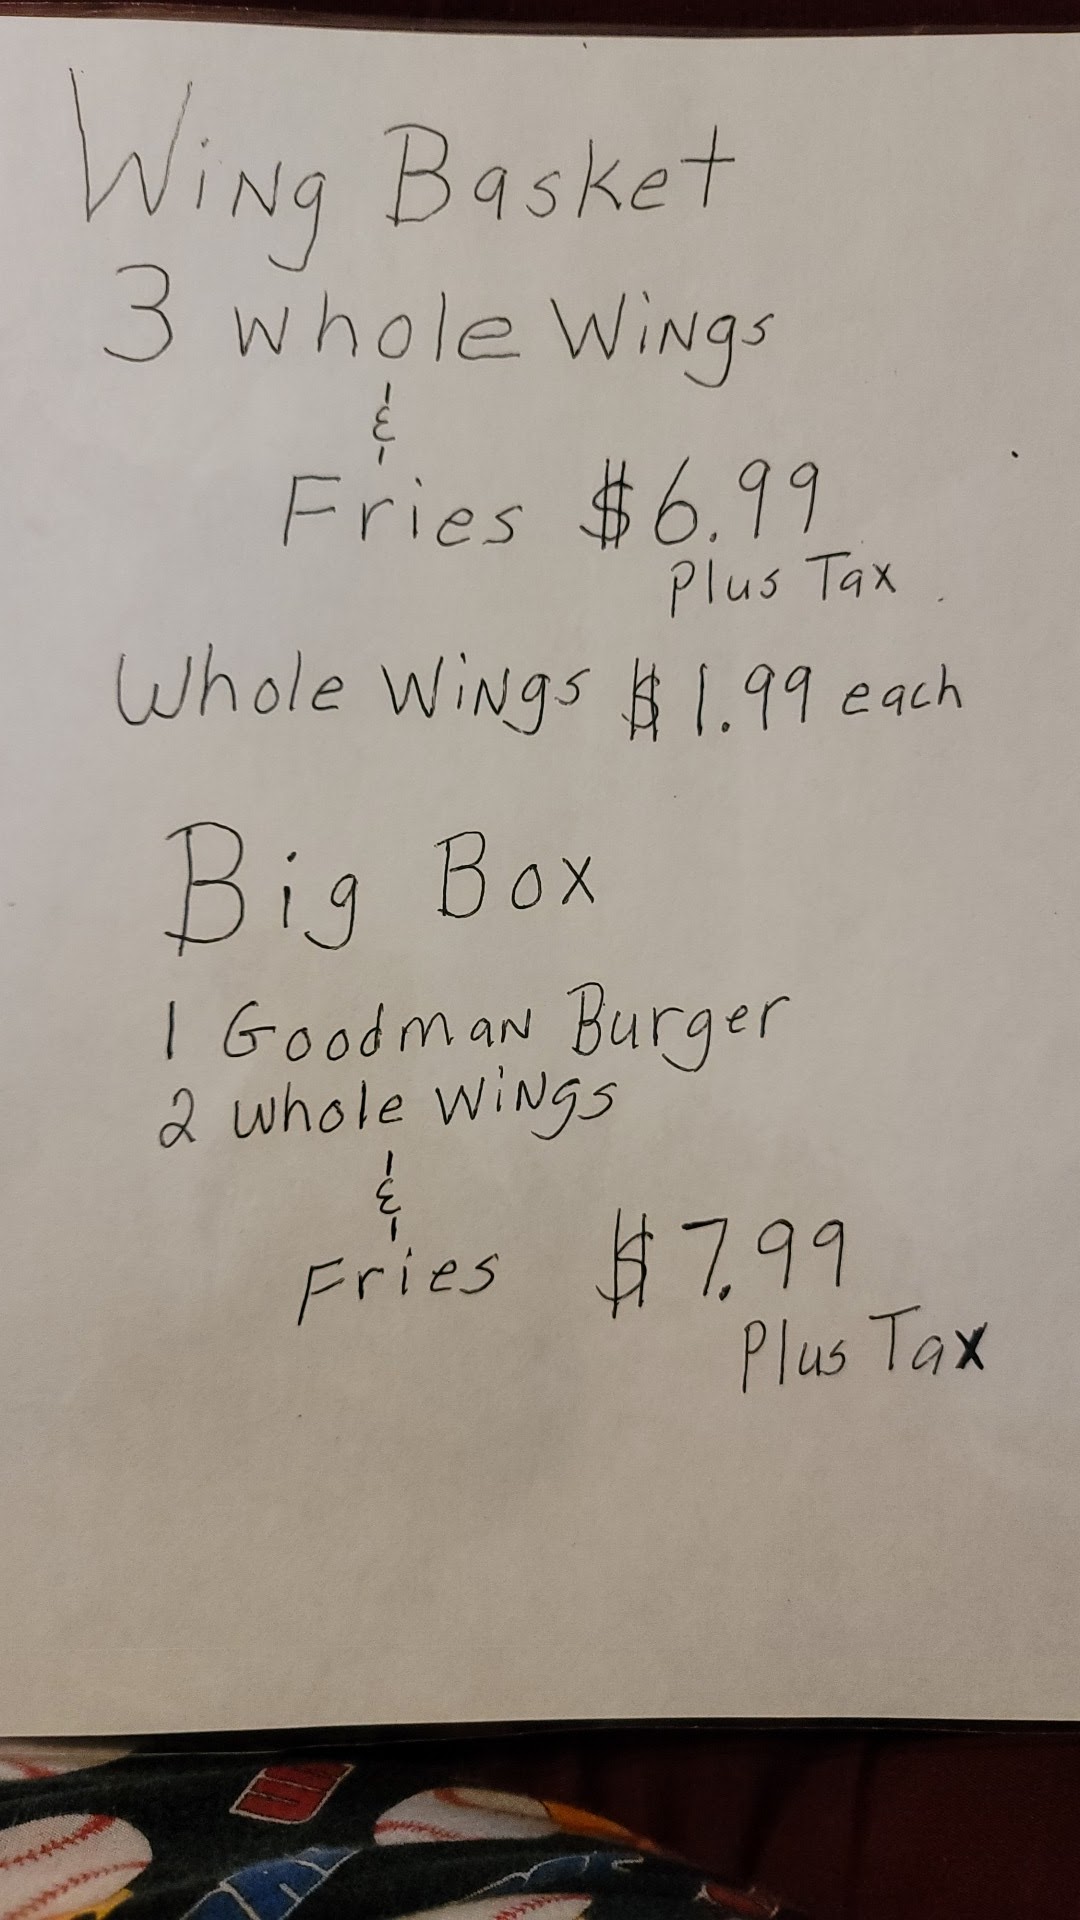 Wing Basket
3 whole Wings
&
Fries $6.99
Plus Tax
Whole Wings $1.99 each
Big Box
1 Goodman Burger
2 whole Wings
&
Fries $7.99
Plus Tax